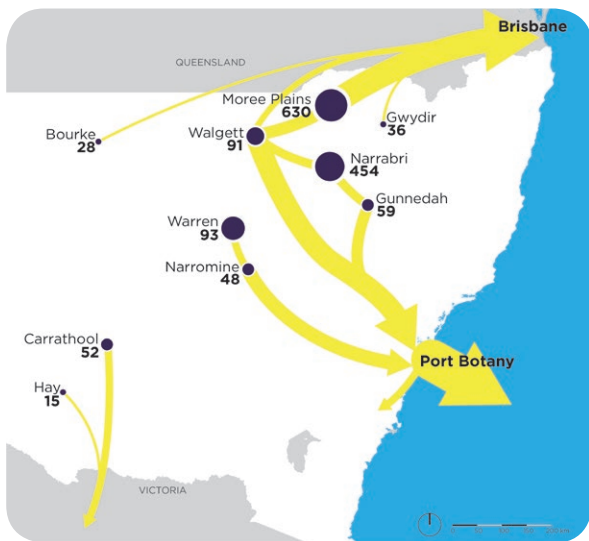 Brisbane
QUEENSLAND
Moree Plains
630
Gwydir
36
Bourke
28
Walgett
91
Narrabri
454
Gunnedah
59
Warren
93
Narromine
48
Carrathool
52
Port Botany
Hay
15
VICTORIA